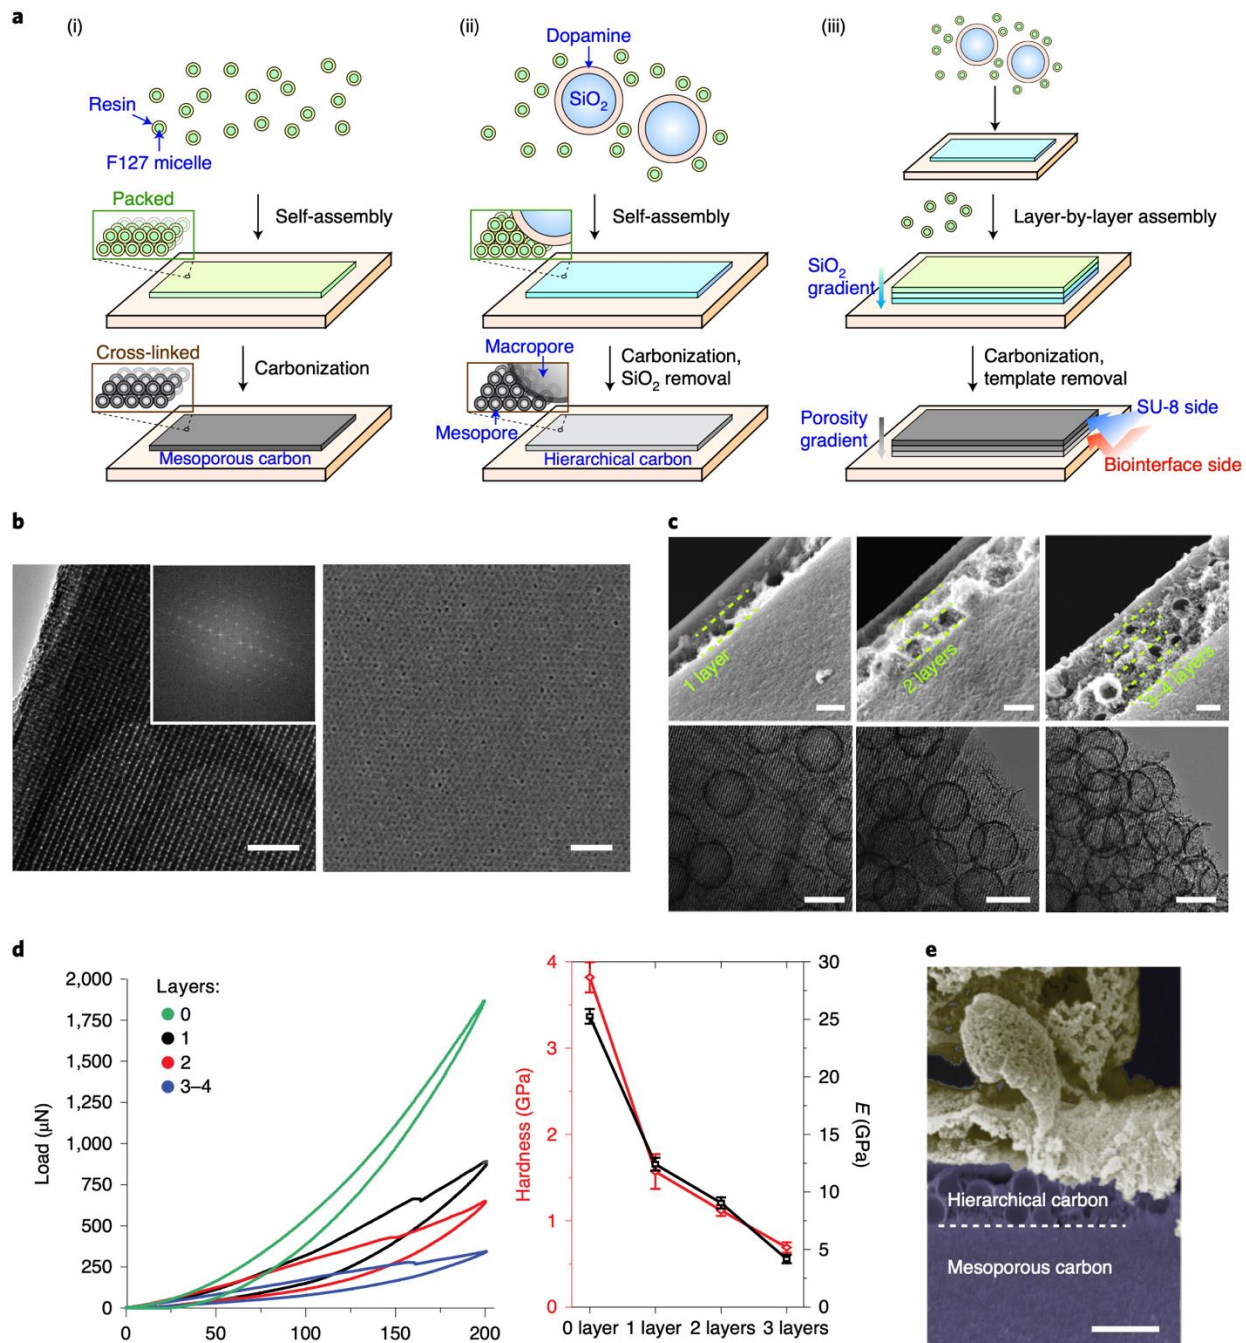 a
(i)
Resin
F127 micelle
Packed
Self-assembly
Cross-linked
Carbonization
Mesoporous carbon
(ii)
Dopamine
SiO2
Self-assembly
Macropore
Carbonization,
SiO2 removal
Mesopore
Hierarchical carbon
(iii)
Layer-by-layer assembly
SiO2
gradient
Carbonization,
template removal
Porosity
gradient
SU-8 side
Biointerface side
b
c
1 layer
2 layers
3–4 layers
d
2,000
1,750
1,500
1,250
1,000
750
500
250
0
Load (μN)
Layers:
0
1
2
3–4
0
50
100
150
200
4
3
2
1
0
Hardness (GPa)
30
25
20
15
10
5
0
E (GPa)
0 layer
1 layer
2 layers
3 layers
e
Hierarchical carbon
Mesoporous carbon